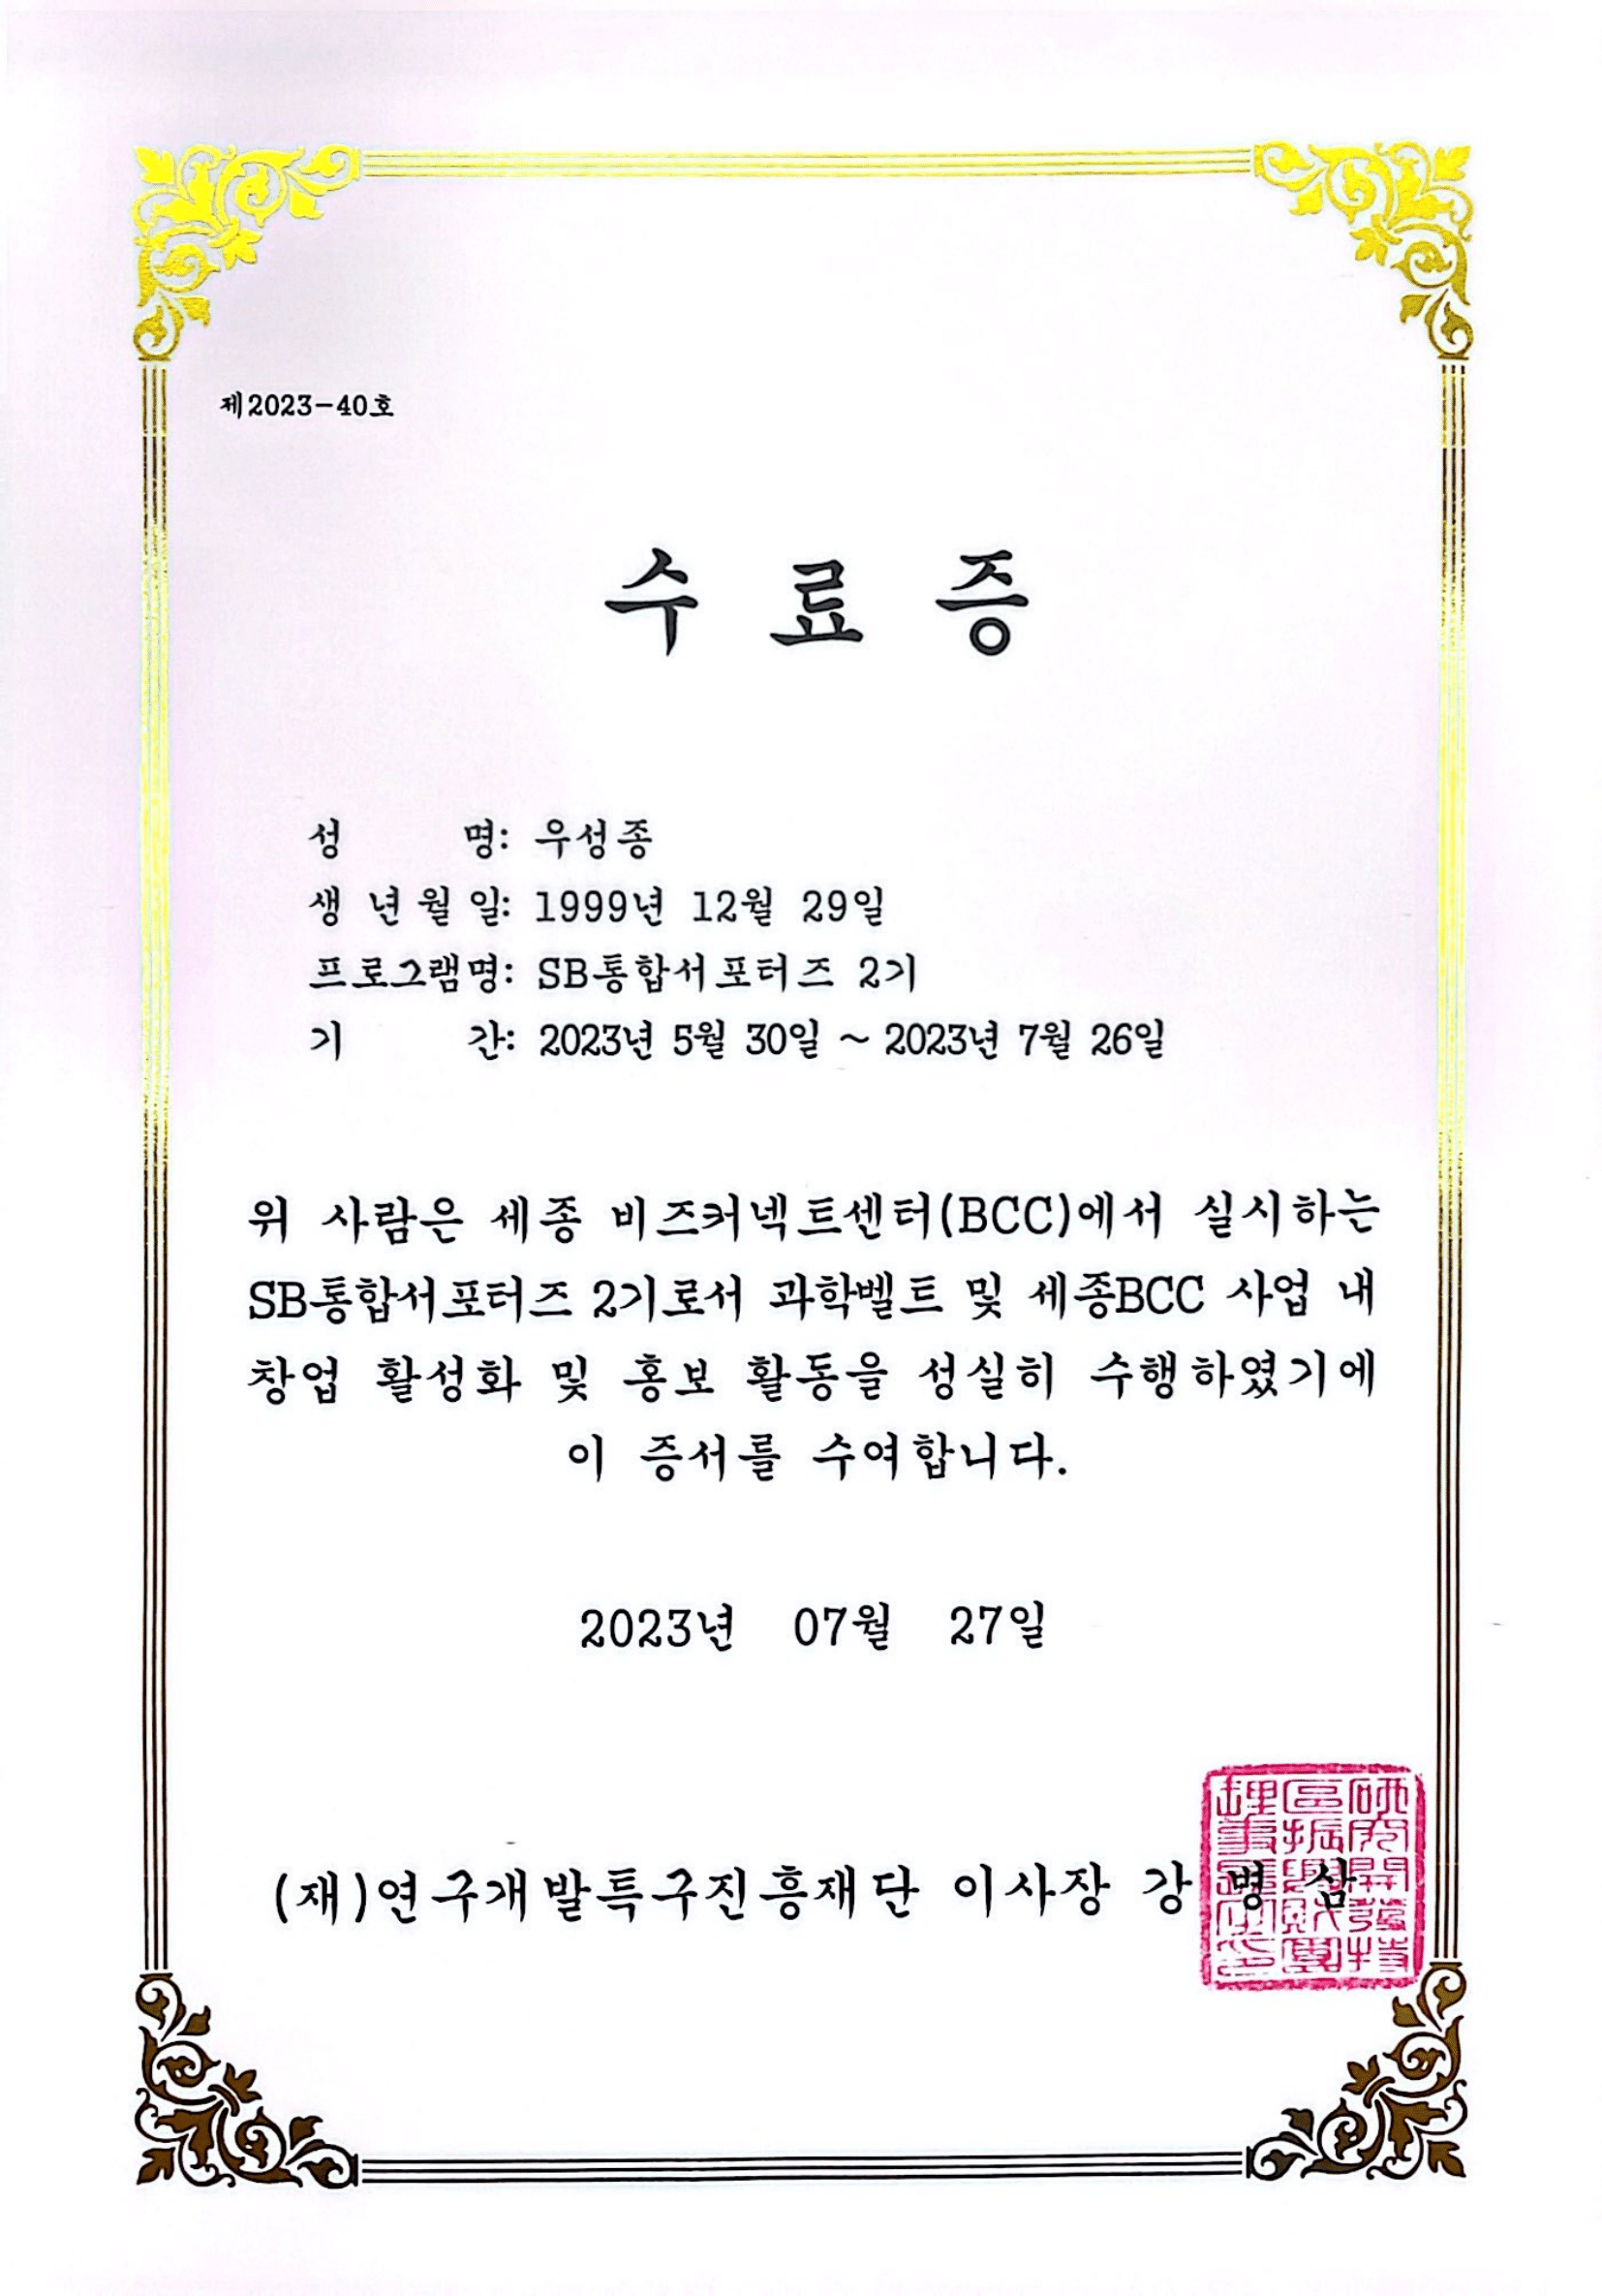 제2023-40호
수 료 증
성 명: 우성종
생 년 월 일: 1999년 12월 29일
프로그램명: SB통합서포터즈 2기
기 간: 2023년 5월 30일 ~ 2023년 7월 26일
위 사람은 세종 비즈커넥트센터(BCC)에서 실시하는
SB통합서포터즈 2기로서 과학벨트 및 세종BCC 사업 내
창업 활성화 및 홍보 활동을 성실히 수행하였기에
이 증서를 수여합니다.
2023년 07월 27일
(재)연구개발특구진흥재단 이사장 강 병 삼